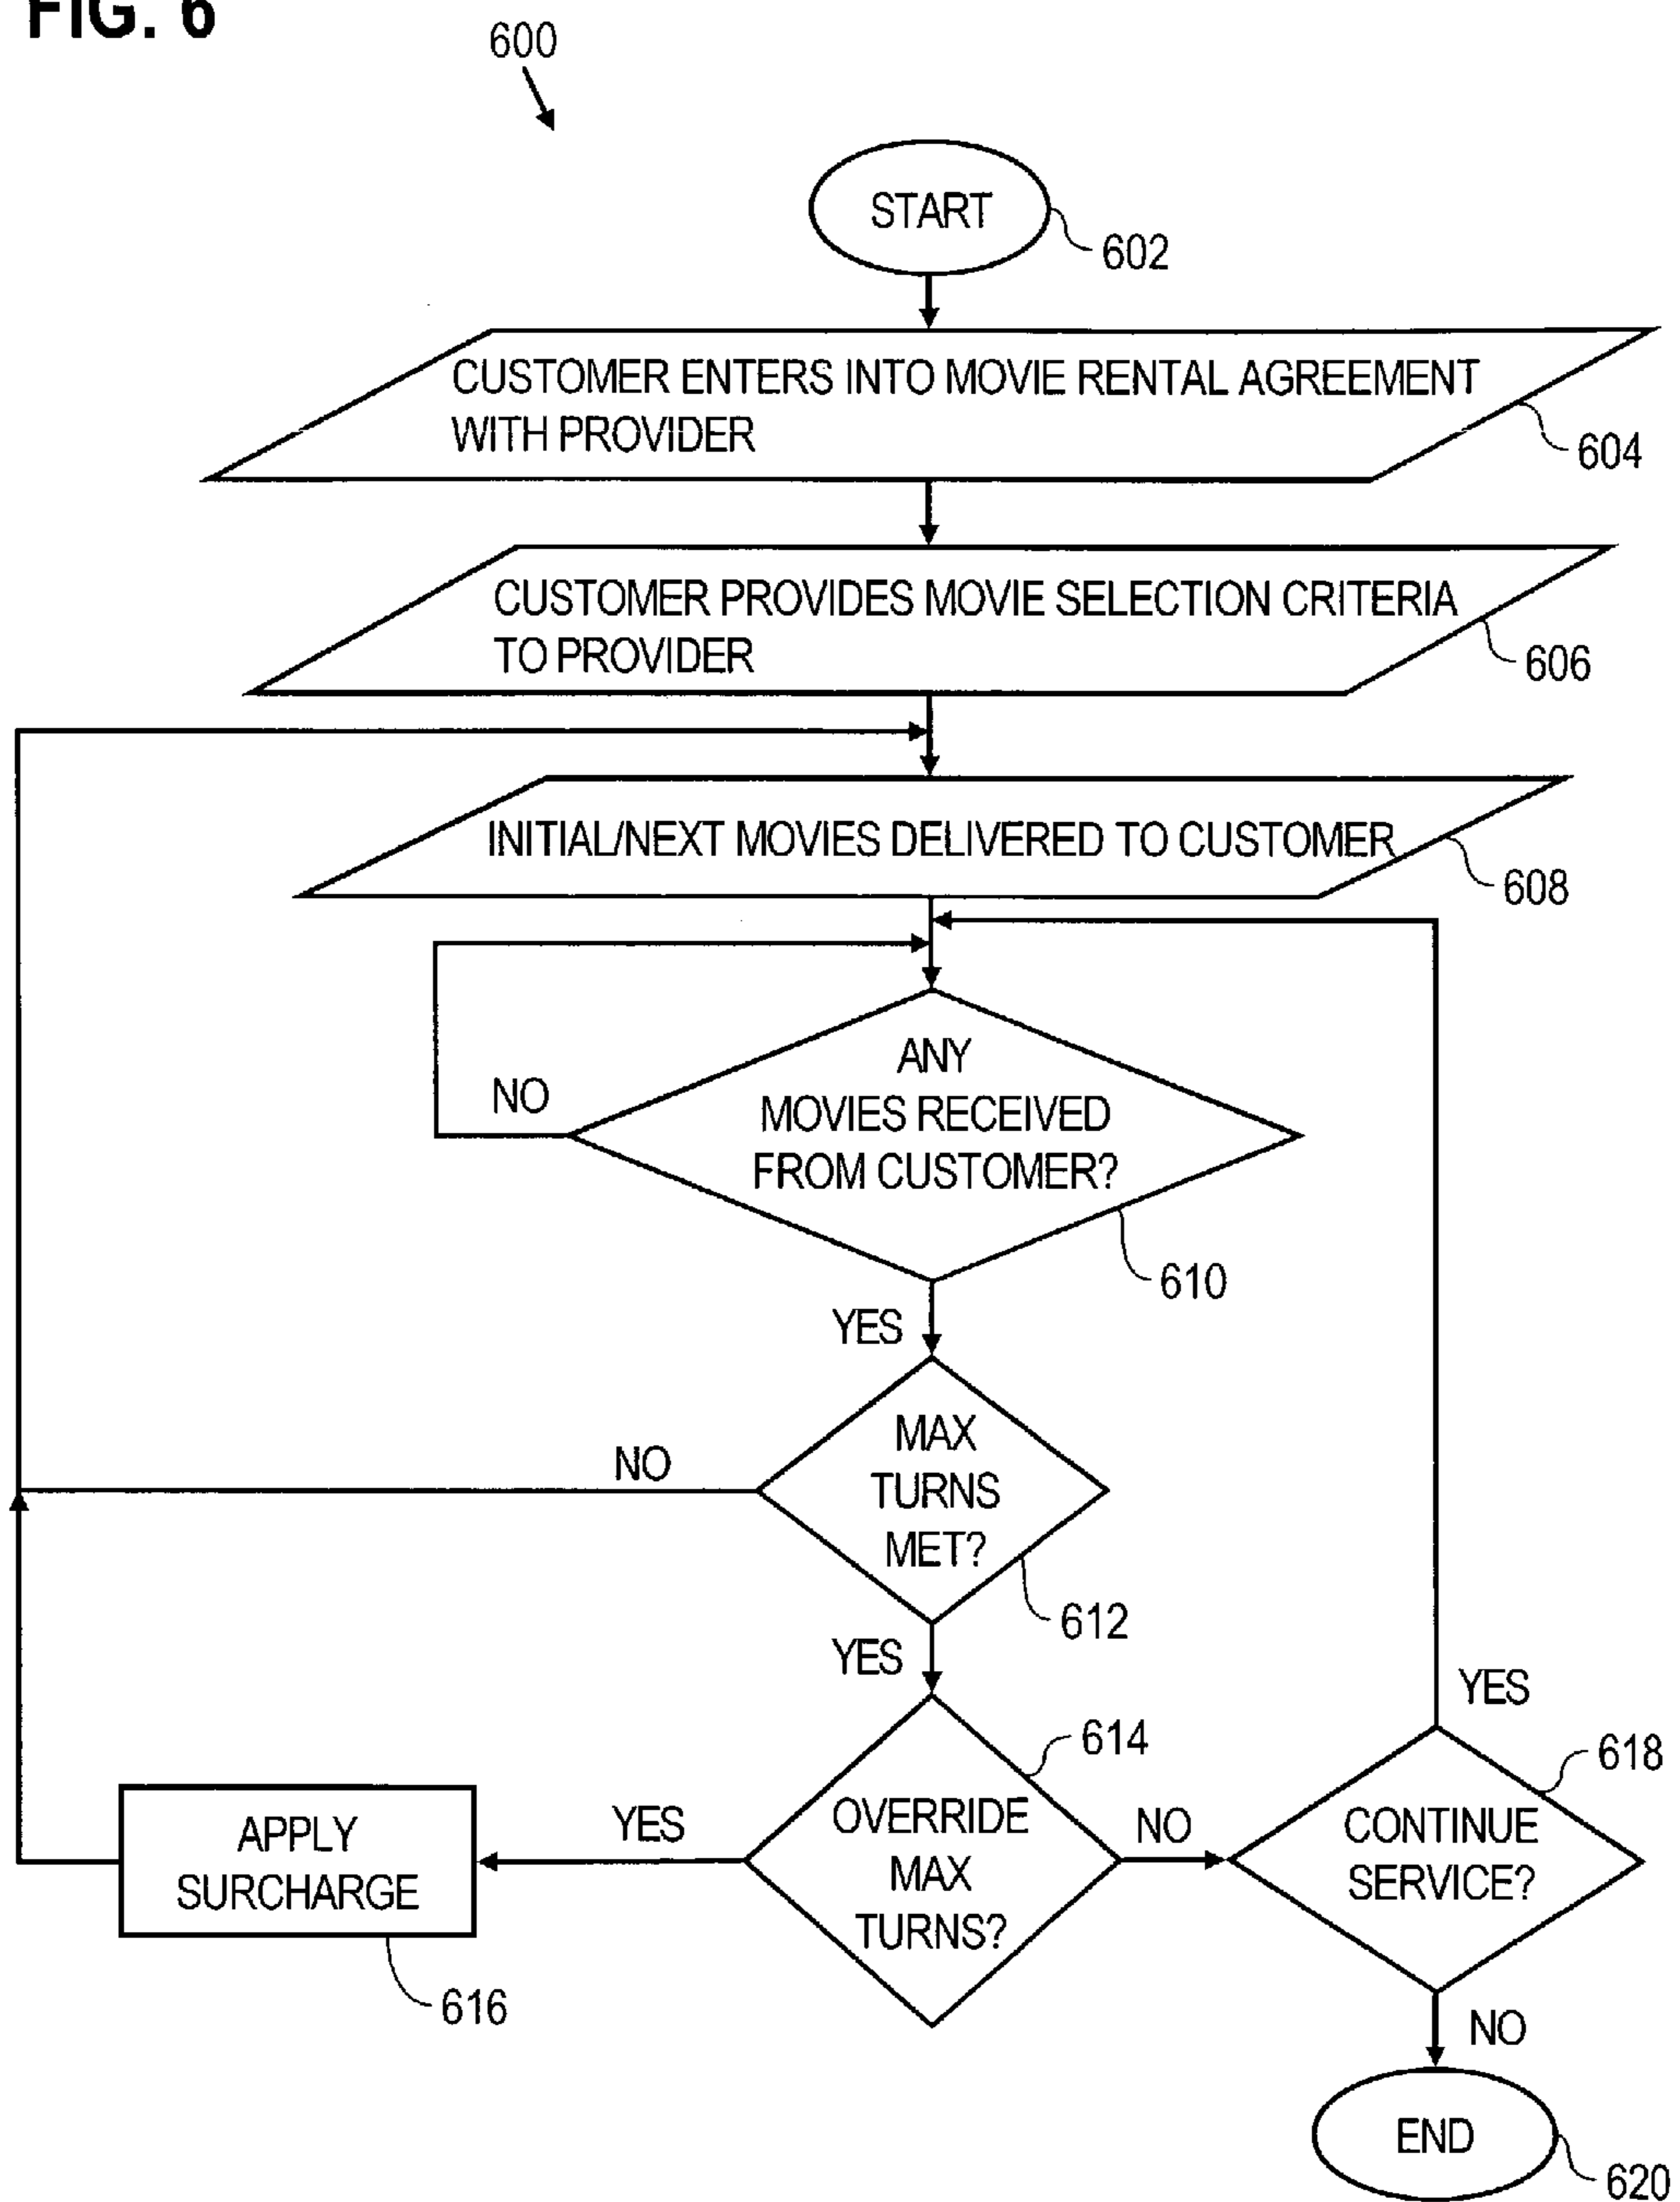 FIG. 6
600
START
602
CUSTOMER ENTERS INTO MOVIE RENTAL AGREEMENT
WITH PROVIDER
604
CUSTOMER PROVIDES MOVIE SELECTION CRITERIA
TO PROVIDER
606
INITIAL/NEXT MOVIES DELIVERED TO CUSTOMER
608
ANY
MOVIES RECEIVED
FROM CUSTOMER?
NO
610
YES
MAX
TURNS
MET?
NO
612
YES
614
OVERRIDE
MAX
TURNS?
YES
NO
APPLY
SURCHARGE
616
YES
618
CONTINUE
SERVICE?
NO
END
620